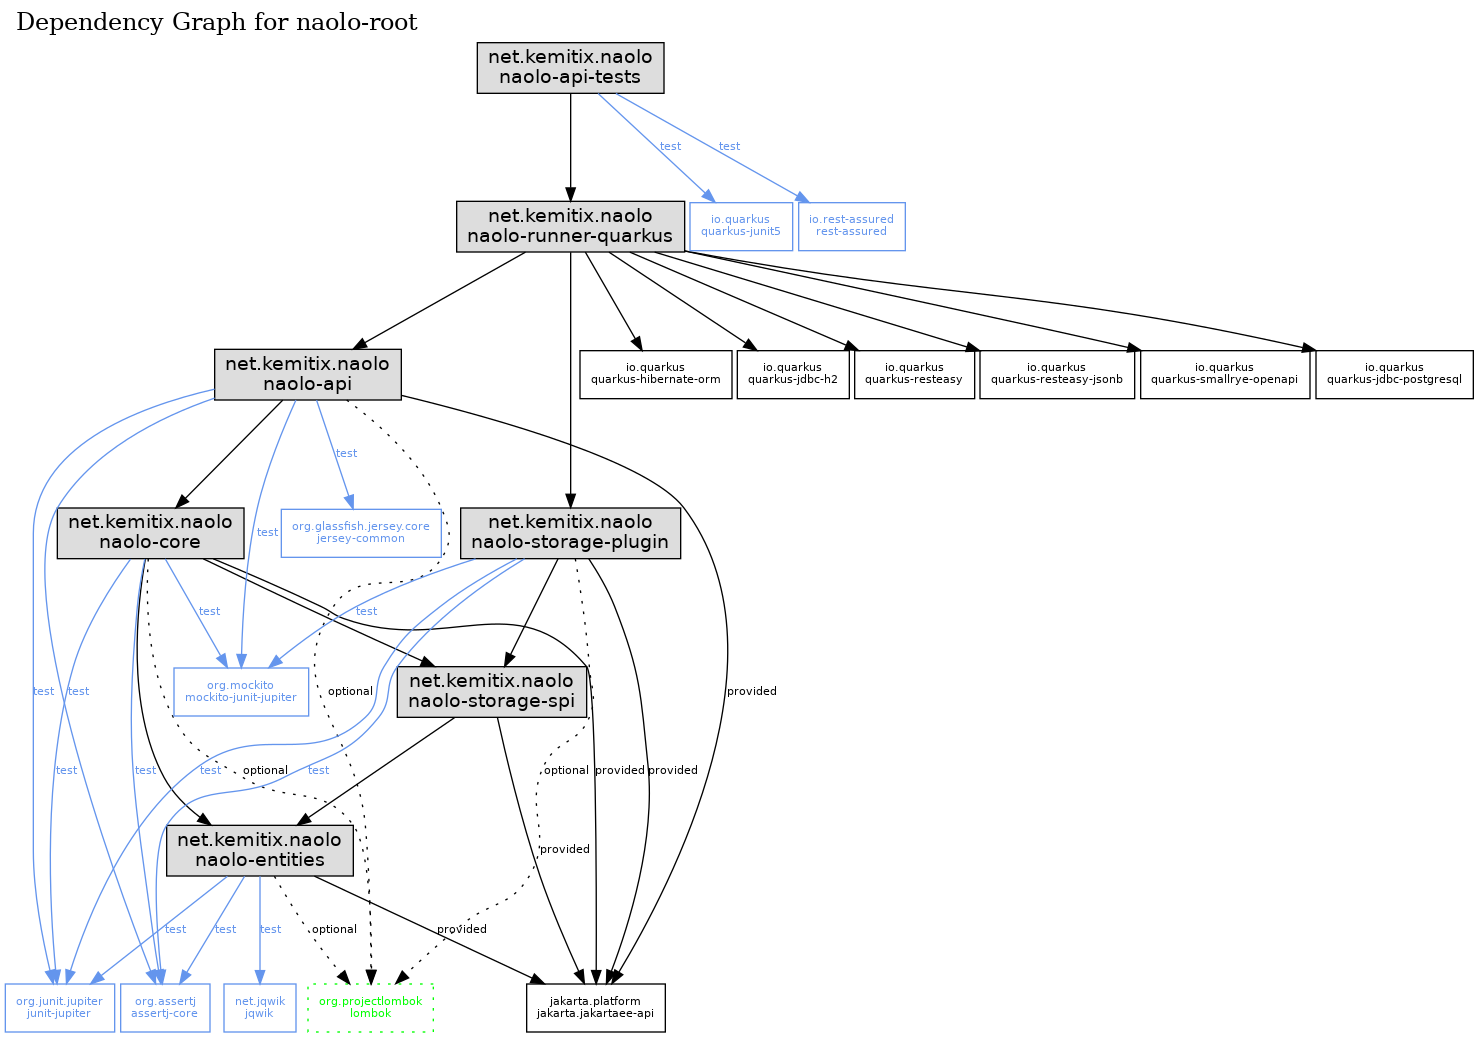 Dependency Graph for naolo-root
net.kemitix.naolo
naolo-api-tests
test
test
net.kemitix.naolo
naolo-runner-quarkus
io.quarkus
quarkus-junit5
io.rest-assured
rest-assured
net.kemitix.naolo
naolo-api
io.quarkus
quarkus-hibernate-orm
io.quarkus
quarkus-jdbc-h2
io.quarkus
quarkus-resteasy
io.quarkus
quarkus-resteasy-jsonb
io.quarkus
quarkus-smallrye-openapi
io.quarkus
quarkus-jdbc-postgresql
test
net.kemitix.naolo
naolo-core
test
org.glassfish.jersey.core
jersey-common
net.kemitix.naolo
naolo-storage-plugin
test
test
org.mockito
mockito-junit-jupiter
net.kemitix.naolo
naolo-storage-spi
test
test
optional
provided
test
test
test
optional
test
optional
provided
provided
net.kemitix.naolo
naolo-entities
provided
test
test
test
optional
provided
org.junit.jupiter
junit-jupiter
org.assertj
assertj-core
net.jqwik
jqwik
org.projectlombok
lombok
jakarta.platform
jakarta.jakartaee-api